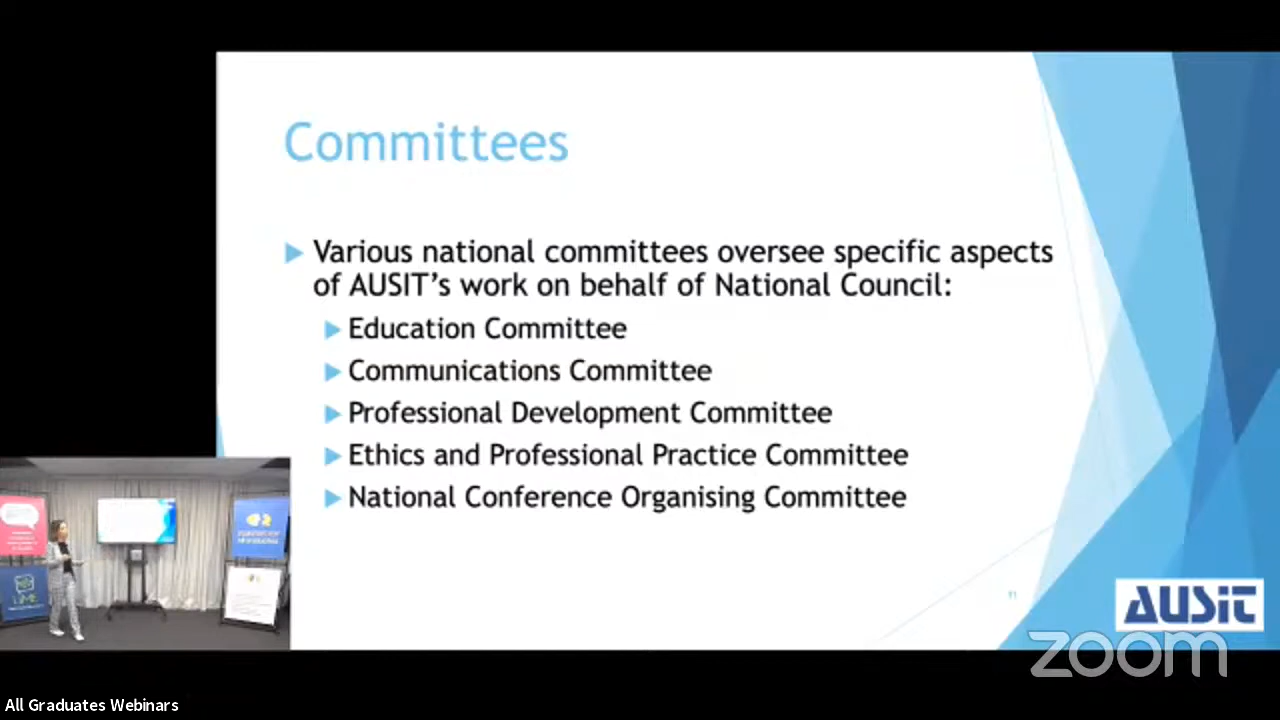 Committees
Various national committees oversee specific aspects
of AUSIT's work on behalf of National Council:
Education Committee
Communications Committee
Professional Development Committee
Ethics and Professional Practice Committee
National Conference Organising Committee
11
AUSiT
zoom
All Graduates Webinars